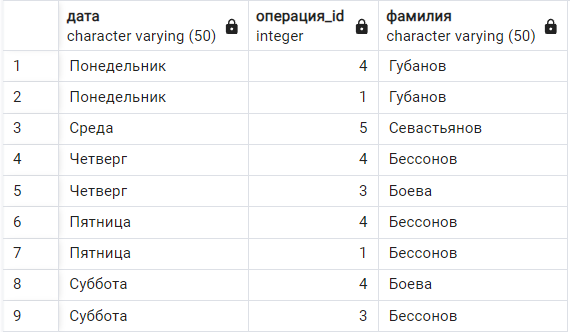 дата операция_id фамилия
character varying (50) integer character varying (50)
1 Понедельник 4 Губанов
2 Понедельник 1 Губанов
3 Среда 5 Севастьянов
4 Четверг 4 Бессонов
5 Четверг 3 Боева
6 Пятница 4 Бессонов
7 Пятница 1 Бессонов
8 Суббота 4 Боева
9 Суббота 3 Бессонов